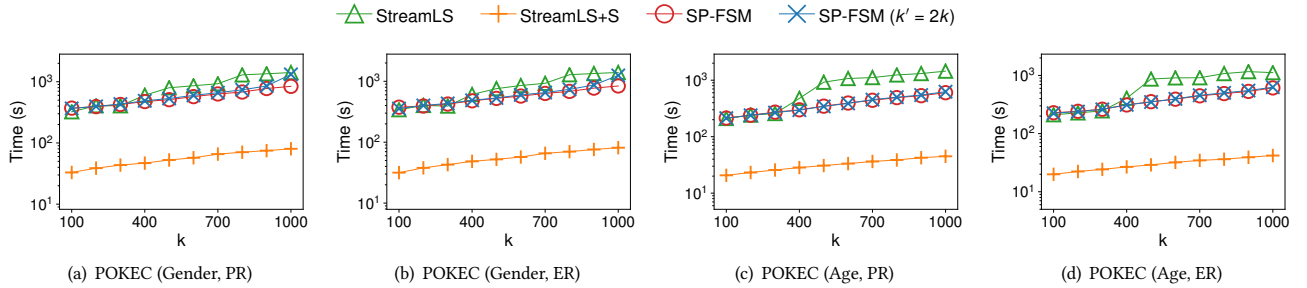 StreamLS StreamLS+S SP-FSM SP-FSM (k′ = 2k)
10³
10²
10¹
Time (s)
100 400 700 1000
k
(a) POKEC (Gender, PR)
10³
10²
10¹
Time (s)
100 400 700 1000
k
(b) POKEC (Gender, ER)
10³
10²
10¹
Time (s)
100 400 700 1000
k
(c) POKEC (Age, PR)
10³
10²
10¹
Time (s)
100 400 700 1000
k
(d) POKEC (Age, ER)